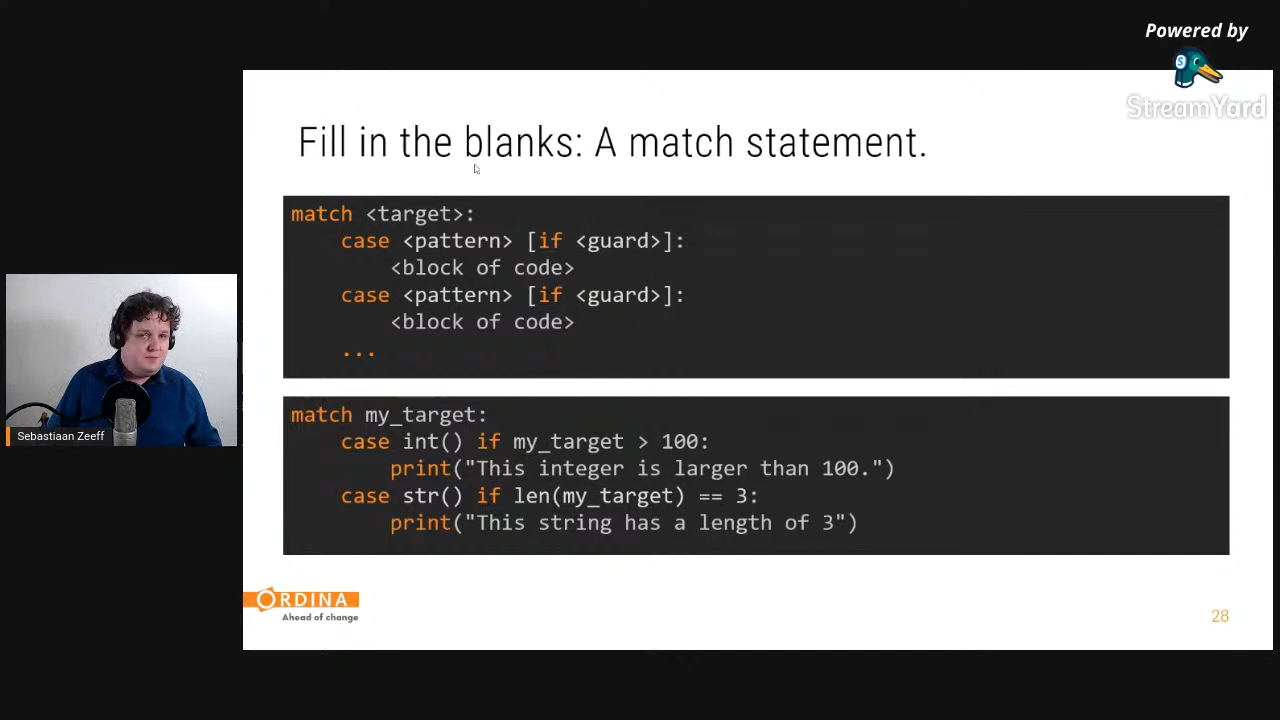 Powered by
StreamYard
Fill in the blanks: A match statement.
match <target>:
    case <pattern> [if <guard>]:
        <block of code>
    case <pattern> [if <guard>]:
        <block of code>
    ...
match my_target:
    case int() if my_target > 100:
        print("This integer is larger than 100.")
    case str() if len(my_target) == 3:
        print("This string has a length of 3")
Sebastiaan Zeeff
ORDINA
Ahead of change
28